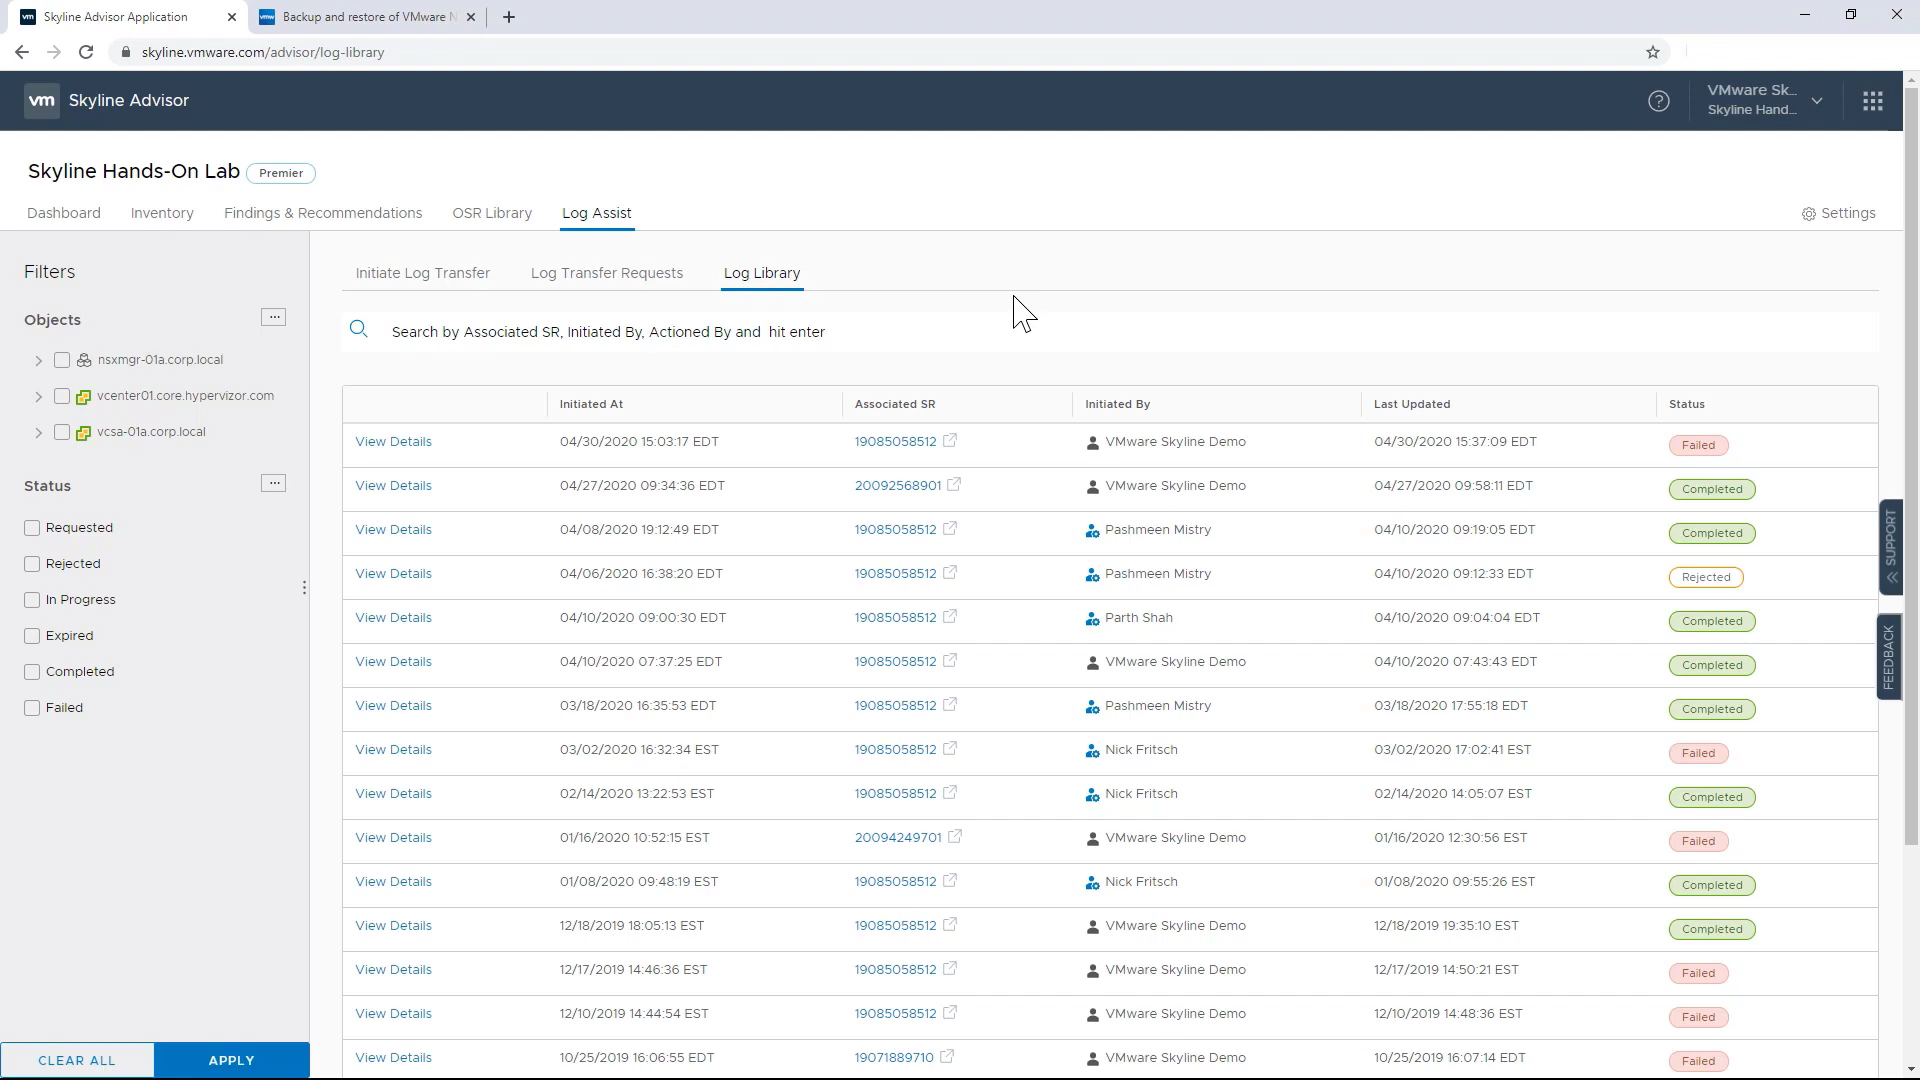 Skyline Advisor Application
Backup and restore of VMware N
skyline.vmware.com/advisor/log-library
vm Skyline Advisor
VMware Sk...
Skyline Hand...
Skyline Hands-On Lab Premier
Dashboard Inventory Findings & Recommendations OSR Library Log Assist Settings
Filters
Objects
nsxmgr-01a.corp.local
vcenter01.core.hypervizor.com
vcsa-01a.corp.local
Status
Requested
Rejected
In Progress
Expired
Completed
Failed
CLEAR ALL APPLY
Initiate Log Transfer Log Transfer Requests Log Library
Search by Associated SR, Initiated By, Actioned By and hit enter
Initiated At Associated SR Initiated By Last Updated Status
View Details 04/30/2020 15:03:17 EDT 19085058512 VMware Skyline Demo 04/30/2020 15:37:09 EDT Failed
View Details 04/27/2020 09:34:36 EDT 20092568901 VMware Skyline Demo 04/27/2020 09:58:11 EDT Completed
View Details 04/08/2020 19:12:49 EDT 19085058512 Pashmeen Mistry 04/10/2020 09:19:05 EDT Completed
View Details 04/06/2020 16:38:20 EDT 19085058512 Pashmeen Mistry 04/10/2020 09:12:33 EDT Rejected
View Details 04/10/2020 09:00:30 EDT 19085058512 Parth Shah 04/10/2020 09:04:04 EDT Completed
View Details 04/10/2020 07:37:25 EDT 19085058512 VMware Skyline Demo 04/10/2020 07:43:43 EDT Completed
View Details 03/18/2020 16:35:53 EDT 19085058512 Pashmeen Mistry 03/18/2020 17:55:18 EDT Completed
View Details 03/02/2020 16:32:34 EST 19085058512 Nick Fritsch 03/02/2020 17:02:41 EST Failed
View Details 02/14/2020 13:22:53 EST 19085058512 Nick Fritsch 02/14/2020 14:05:07 EST Completed
View Details 01/16/2020 10:52:15 EST 20094249701 VMware Skyline Demo 01/16/2020 12:30:56 EST Failed
View Details 01/08/2020 09:48:19 EST 19085058512 Nick Fritsch 01/08/2020 09:55:26 EST Completed
View Details 12/18/2019 18:05:13 EST 19085058512 VMware Skyline Demo 12/18/2019 19:35:10 EST Completed
View Details 12/17/2019 14:46:36 EST 19085058512 VMware Skyline Demo 12/17/2019 14:50:21 EST Failed
View Details 12/10/2019 14:44:54 EST 19085058512 VMware Skyline Demo 12/10/2019 14:48:36 EST Failed
View Details 10/25/2019 16:06:55 EDT 19071889710 VMware Skyline Demo 10/25/2019 16:07:14 EDT Failed
SUPPORT
FEEDBACK